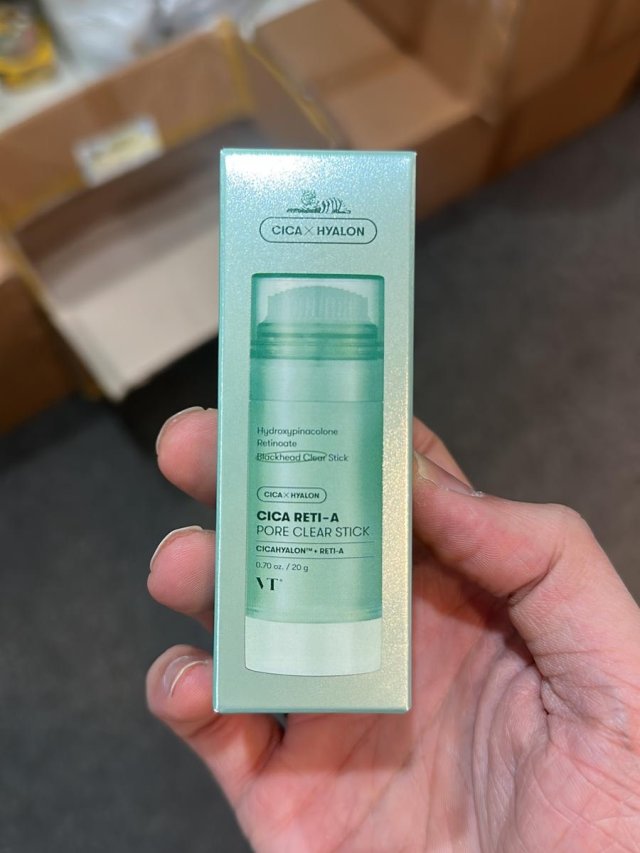 CICA X HYALON
Hydroxypinacolone
Retinoate
Blackhead Clear Stick
CICA X HYALON
CICA RETI-A
PORE CLEAR STICK
CICAHYALON™ + RETI-A
0.70 oz. / 20 g
VT®